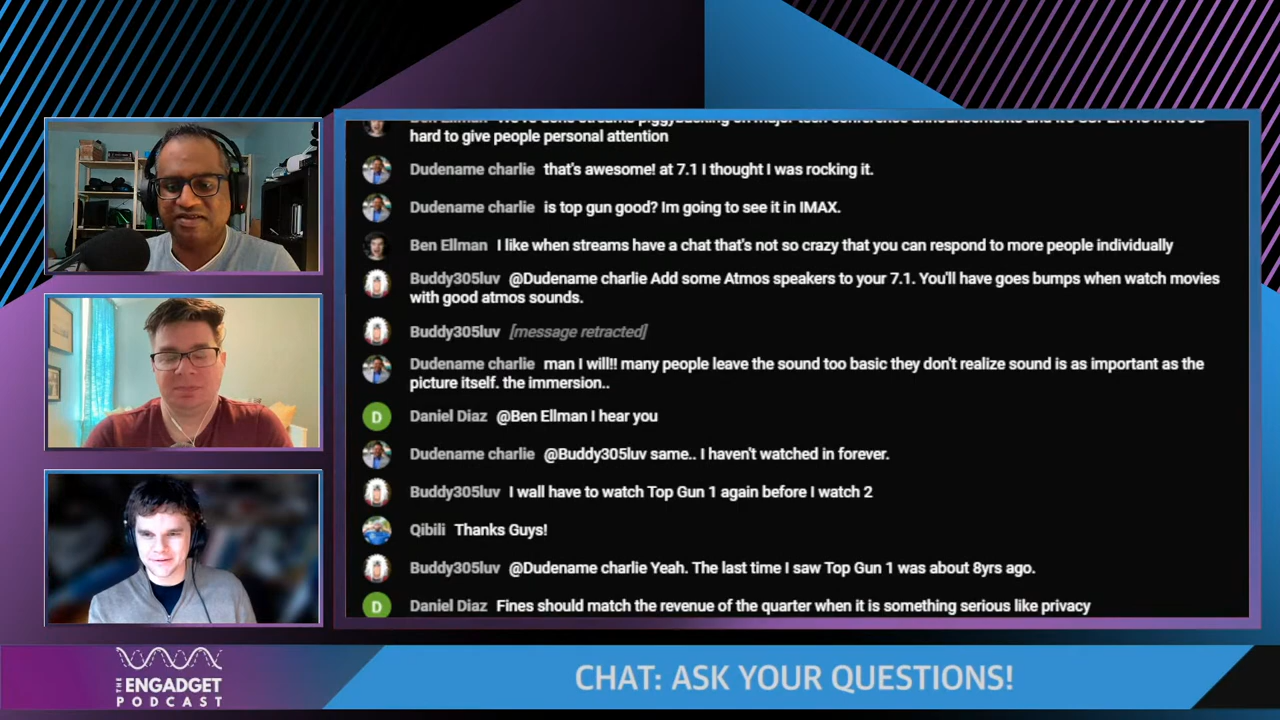 hard to give people personal attention
Dudename charlie that's awesome! at 7.1 I thought I was rocking it.
Dudename charlie is top gun good? Im going to see it in IMAX.
Ben Ellman I like when streams have a chat that's not so crazy that you can respond to more people individually
Buddy305luv @Dudename charlie Add some Atmos speakers to your 7.1. You'll have goes bumps when watch movies
with good atmos sounds.
Buddy305luv [message retracted]
Dudename charlie man I will!! many people leave the sound too basic they don't realize sound is as important as the
picture itself. the immersion..
D Daniel Diaz @Ben Ellman I hear you
Dudename charlie @Buddy305luv same.. I haven't watched in forever.
Buddy305luv I wall have to watch Top Gun 1 again before I watch 2
Qibili Thanks Guys!
Buddy305luv @Dudename charlie Yeah. The last time I saw Top Gun 1 was about 8yrs ago.
D Daniel Diaz Fines should match the revenue of the quarter when it is something serious like privacy
THE ENGADGET
PODCAST
CHAT: ASK YOUR QUESTIONS!